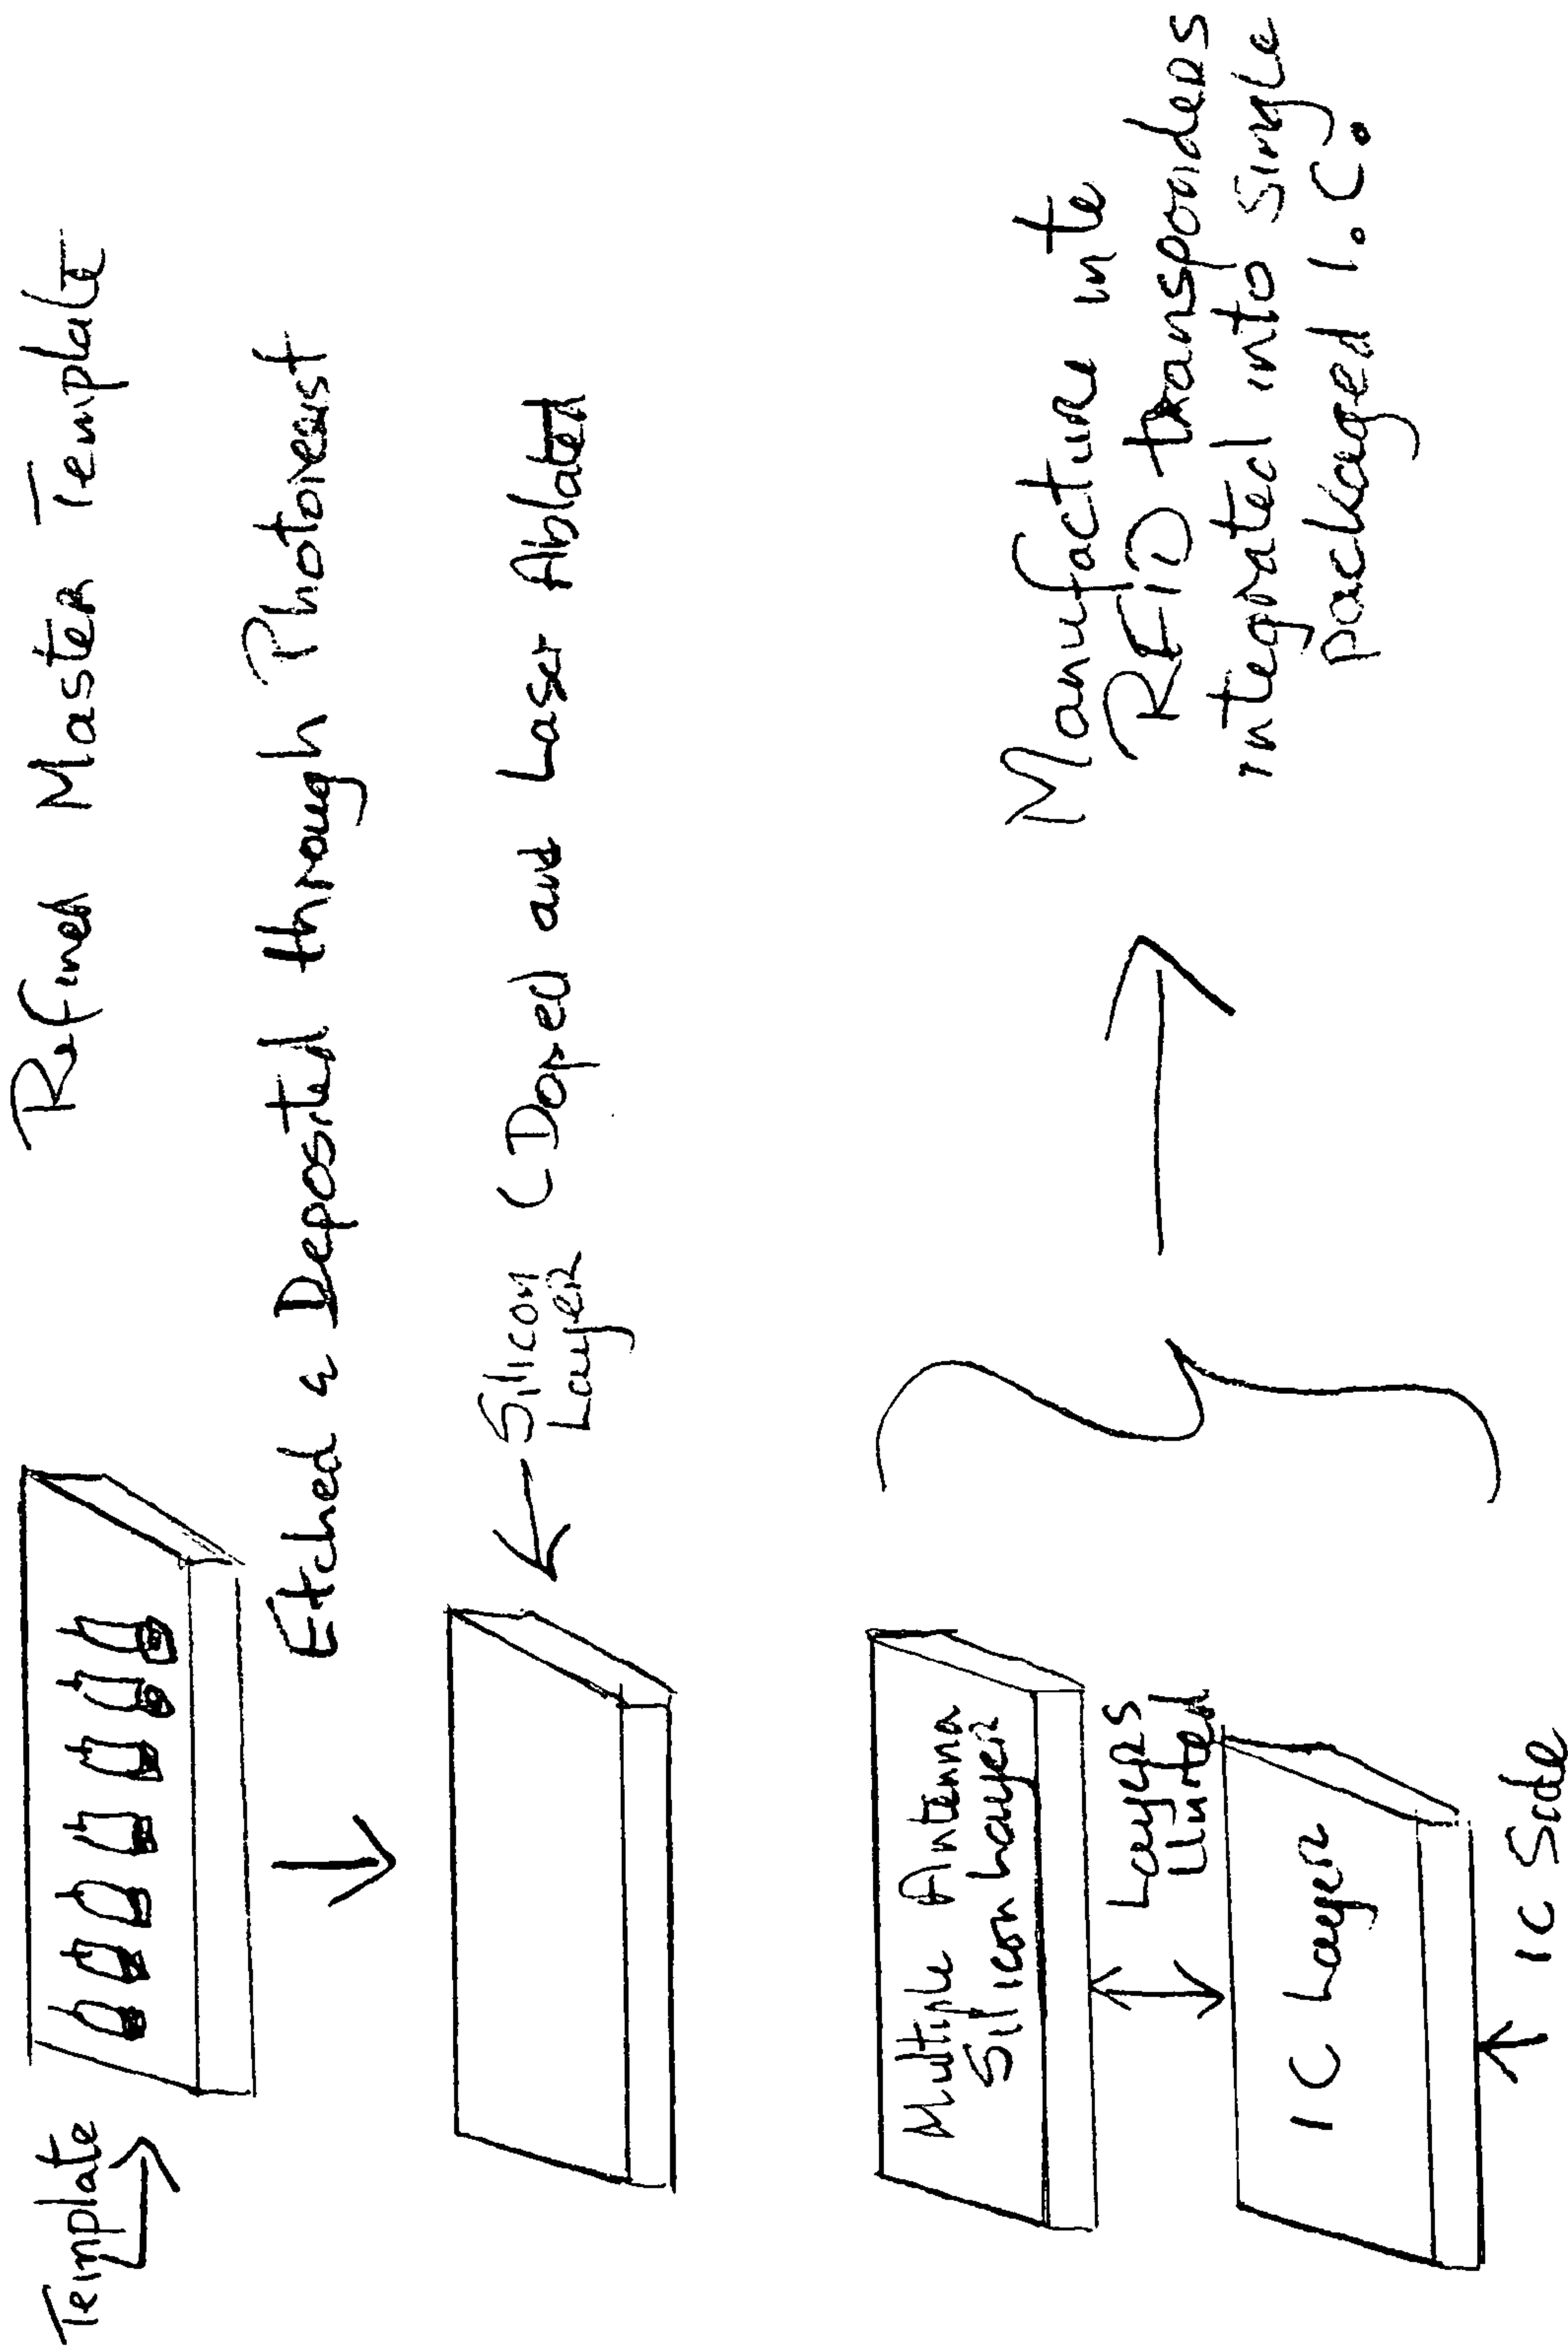 Template
Refined Master Template
Etched & Deposited through Photoresist
Silicon
Layer
(Doped and Laser Ablated
Multiple Antenna
Silicon Layer
Layers
United
IC Layer
IC Side
Manufacture into
RFID transponders
integrated into single
packaged I.C.